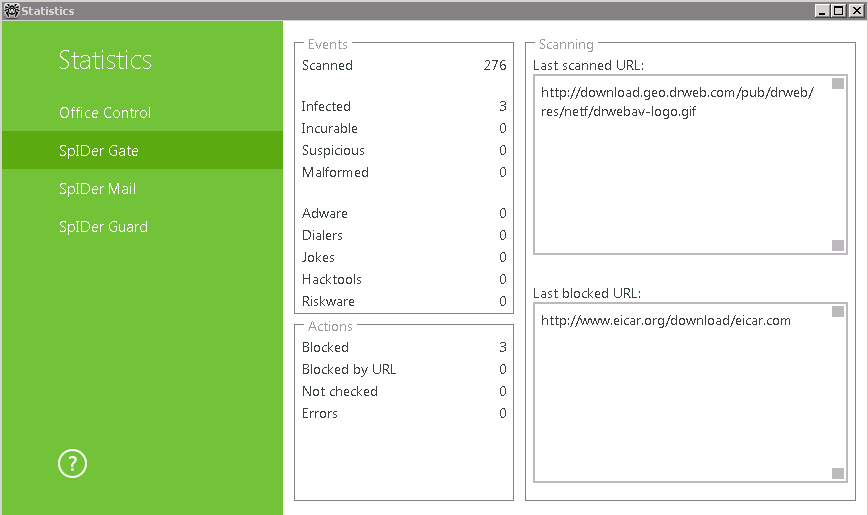 Statistics
Statistics
Office Control
SpIDer Gate
SpIDer Mail
SpIDer Guard
?
Events
Scanned 276
Infected 3
Incurable 0
Suspicious 0
Malformed 0
Adware 0
Dialers 0
Jokes 0
Hacktools 0
Riskware 0
Actions
Blocked 3
Blocked by URL 0
Not checked 0
Errors 0
Scanning
Last scanned URL:
http://download.geo.drweb.com/pub/drweb/
res/netf/drwebav-logo.gif
Last blocked URL:
http://www.eicar.org/download/eicar.com